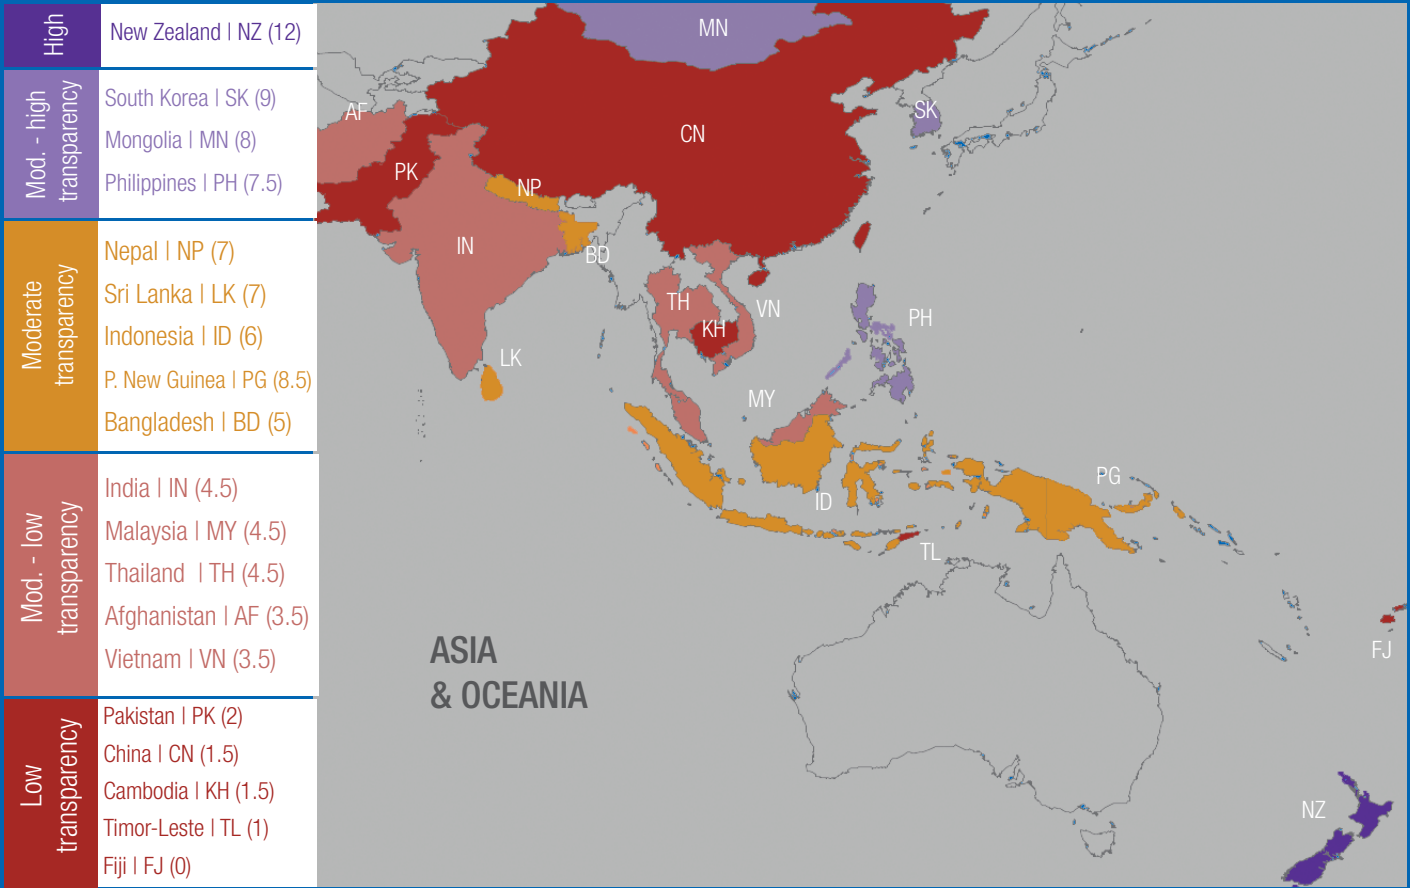 High
New Zealand | NZ (12)
Mod. - high
transparency
South Korea | SK (9)
Mongolia | MN (8)
Philippines | PH (7.5)
Moderate
transparency
Nepal | NP (7)
Sri Lanka | LK (7)
Indonesia | ID (6)
P. New Guinea | PG (8.5)
Bangladesh | BD (5)
Mod. - low
transparency
India | IN (4.5)
Malaysia | MY (4.5)
Thailand | TH (4.5)
Afghanistan | AF (3.5)
Vietnam | VN (3.5)
Low
transparency
Pakistan | PK (2)
China | CN (1.5)
Cambodia | KH (1.5)
Timor-Leste | TL (1)
Fiji | FJ (0)
MN
AF
SK
CN
PK
NP
IN
BD
TH
VN
KH
PH
LK
MY
PG
ID
TL
ASIA
& OCEANIA
FJ
NZ